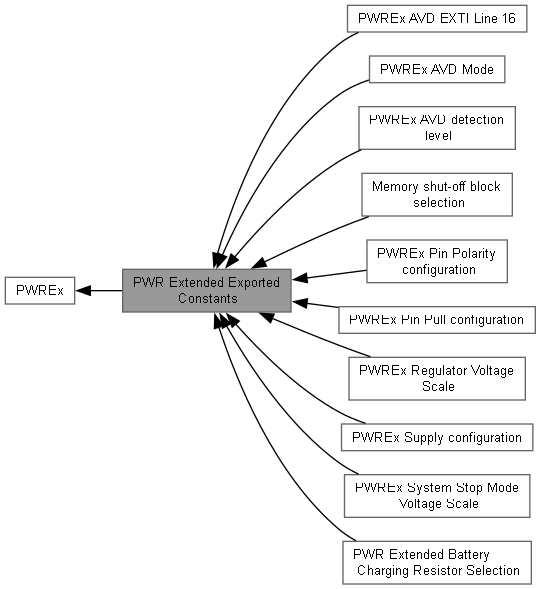 PWREx AVD EXTI Line 16
PWREx AVD Mode
PWREx AVD detection
level
Memory shut-off block
selection
PWREx Pin Polarity
configuration
PWREx
PWR Extended Exported
Constants
PWREx Pin Pull configuration
PWREx Regulator Voltage
Scale
PWREx Supply configuration
PWREx System Stop Mode
Voltage Scale
PWR Extended Battery
Charging Resistor Selection